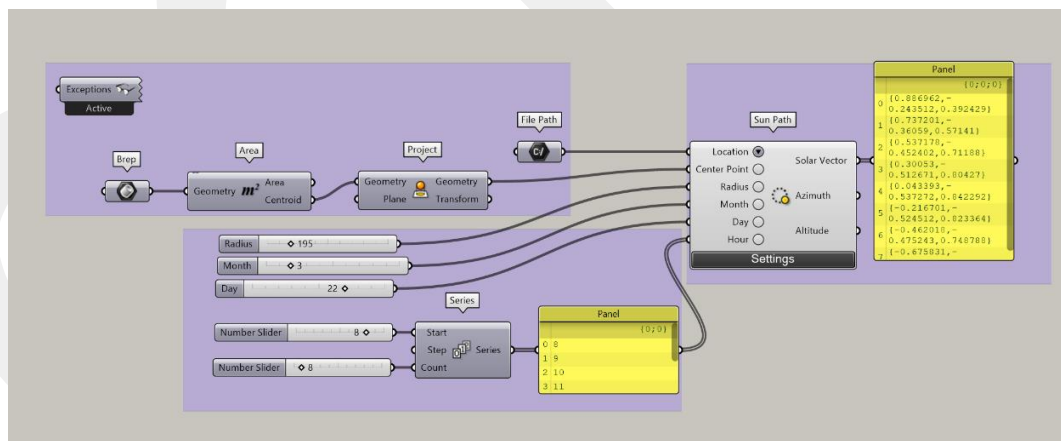 Exceptions
Active
Brep
Area
Geometry m² Area
Centroid
Project
Geometry Geometry
Plane Transform
File Path
C:/
Sun Path
Location
Center Point
Radius
Month
Day
Hour
Solar Vector
Azimuth
Altitude
Settings
Panel
{0;0;0}
0 {0.886962,-
0.243512,0.392429}
1 {0.737201,-
0.36059,0.57141}
2 {0.537178,-
0.452402,0.71188}
3 {0.30053,-
0.512671,0.80427}
4 {0.043393,-
0.537272,0.842292}
5 {-0.216701,-
0.524512,0.823364}
6 {-0.462018,-
0.475243,0.748788}
7 {-0.675831,-
Radius 195
Month 3
Day 22
Number Slider 8
Number Slider 8
Series
Start
Step Series
Count
Panel
{0;0}
0 8
1 9
2 10
3 11